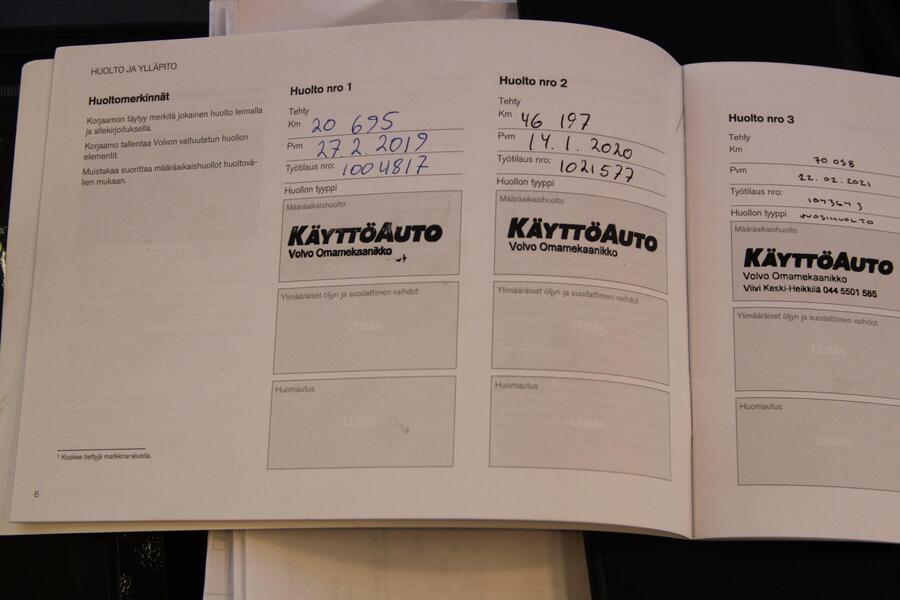 HUOLTO JA YLLÄPITO
Huoltomerkinnät
Korjaamon täytyy merkitä jokainen huolto leimalla
ja allekirjoituksella.
Korjaamo tallentaa Volvon valtuutetun huollon
elementit.
Muistakaa suorittaa määräaikaishuollot huoltovä-
lien mukaan.
1 Koskee tiettyjä markkina-alueita.
6
Huolto nro 1
Tehty
Km 20 695
Pvm 27.2.2019
Työtilaus nro: 1004817
Huollon tyyppi
Määräaikaishuolto
KÄYTTÖAUTO
Volvo Omamekaanikko
Ylimääräiset öljyn ja suodattimen vaihdot
LEIMA
Huomautus
LEIMA
Huolto nro 2
Tehty
Km 46 197
Pvm 14.1.2020
Työtilaus nro: 1021577
Huollon tyyppi
Määräaikaishuolto
KÄYTTÖAUTO
Volvo Omamekaanikko
Ylimääräiset öljyn ja suodattimen vaihdot
LEIMA
Huomautus
LEIMA
Huolto nro 3
Tehty
Km 70 058
Pvm 22.02.2021
Työtilaus nro: 1043643
Huollon tyyppi VUOSIHUOLTO
Määräaikaishuolto
KÄYTTÖAUTO
Volvo Omamekaanikko
Viivi Keski-Heikkilä 044 5501 585
Ylimääräiset öljyn ja suodattimen vaihdot
LEIMA
Huomautus
LEIMA